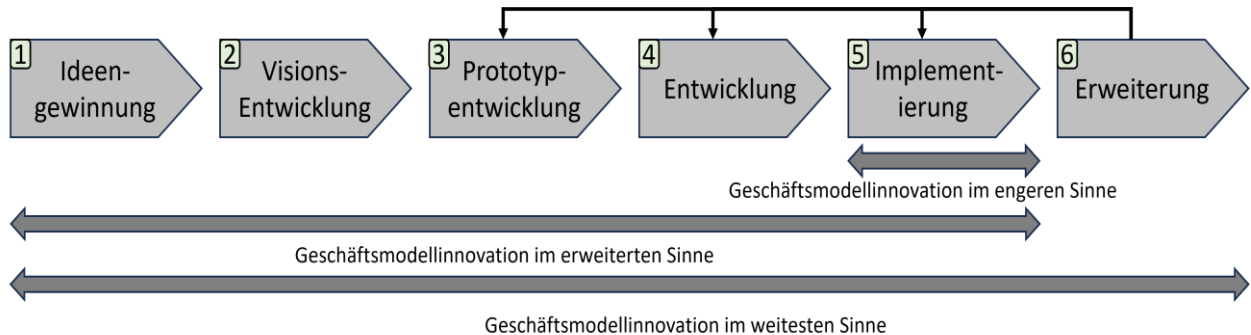 1
Ideen-
gewinnung
2
Visions-
Entwicklung
3
Prototyp-
entwicklung
4
Entwicklung
5
Implement-
ierung
6
Erweiterung
Geschäftsmodellinnovation im engeren Sinne
Geschäftsmodellinnovation im erweiterten Sinne
Geschäftsmodellinnovation im weitesten Sinne